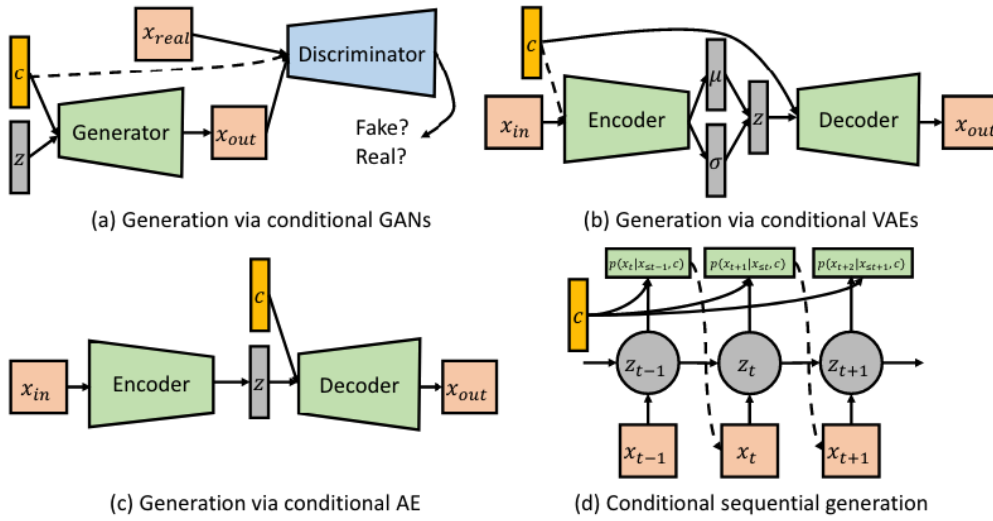 c
x_real
Discriminator
z
Generator
x_out
Fake?
Real?
(a) Generation via conditional GANs
c
x_in
Encoder
μ
σ
z
Decoder
x_out
(b) Generation via conditional VAEs
x_in
Encoder
c
z
Decoder
x_out
(c) Generation via conditional AE
p(x_t|x_≤t−1, c)
p(x_t+1|x_≤t, c)
p(x_t+2|x_≤t+1, c)
c
z_t−1
z_t
z_t+1
x_t−1
x_t
x_t+1
(d) Conditional sequential generation